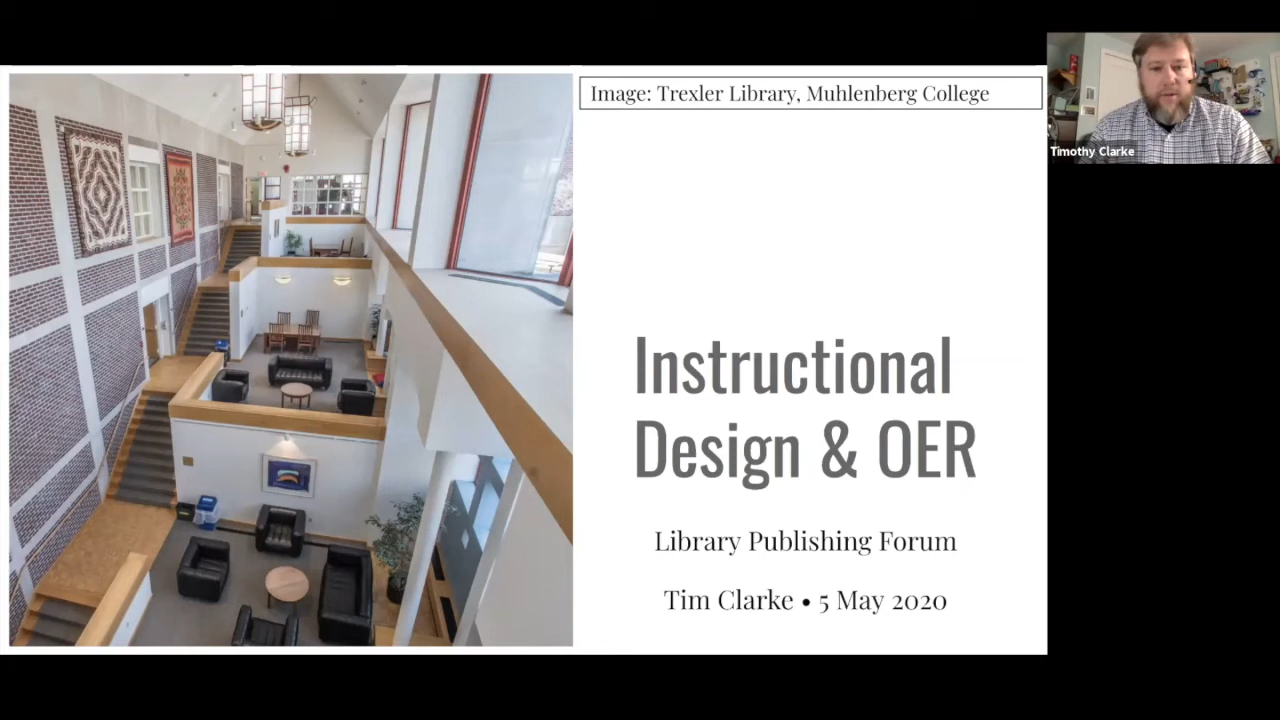 Image: Trexler Library, Muhlenberg College
Timothy Clarke
Instructional
Design & OER
Library Publishing Forum
Tim Clarke • 5 May 2020